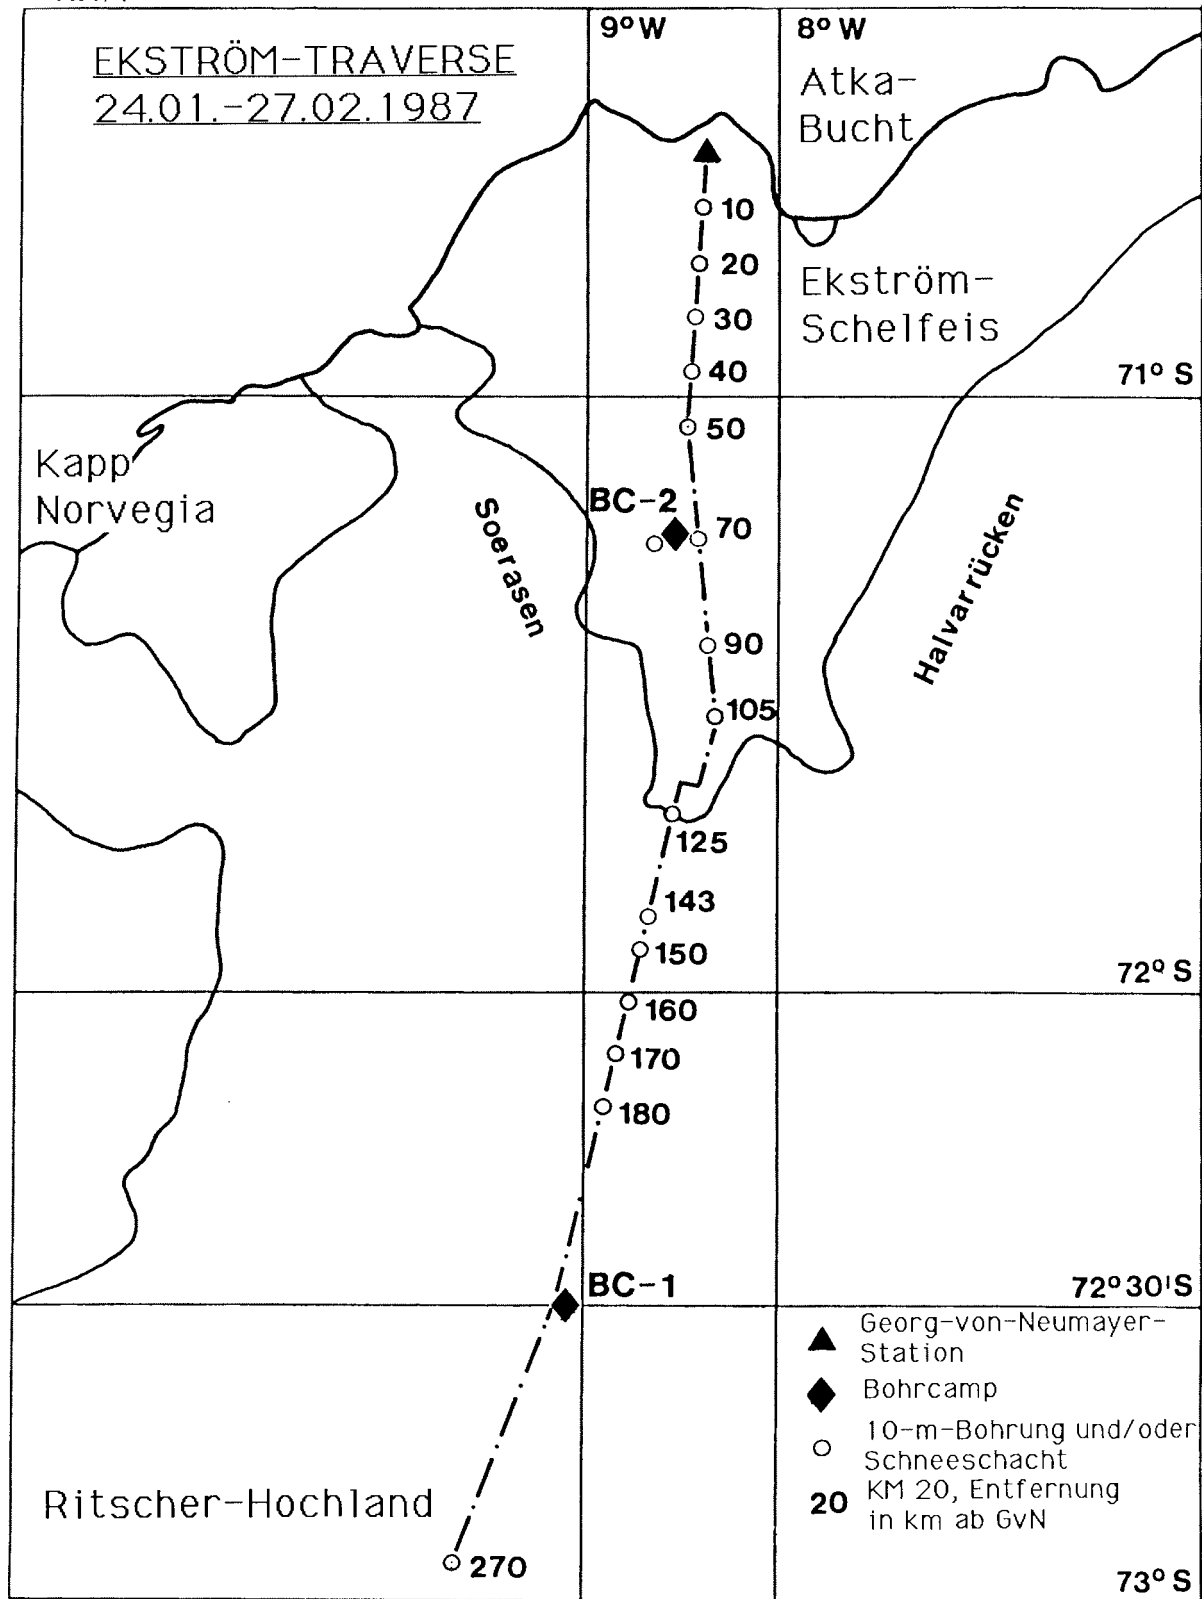 EKSTRÖM-TRAVERSE
24.01.-27.02.1987
9° W
8° W
Atka-
Bucht
10
20
30
40
50
Ekström-
Schelfeis
71° S
Kapp
Norvegia
Soerasen
BC-2
70
90
105
Halvarrücken
125
143
150
72° S
160
170
180
BC-1
72° 30' S
Georg-von-Neumayer-
Station
Bohrcamp
10-m-Bohrung und/oder
Schneeschacht
20 KM 20, Entfernung
in km ab GvN
Ritscher-Hochland
270
73° S